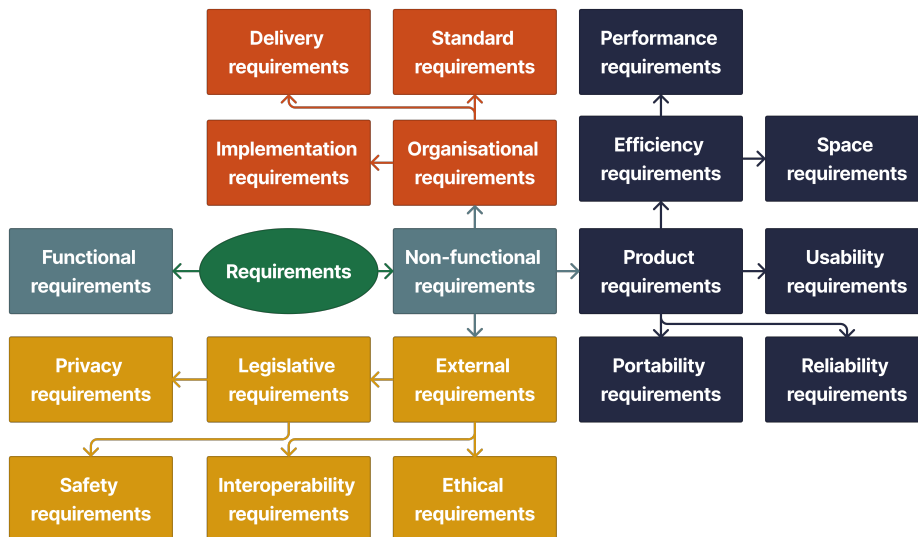 Delivery
requirements
Standard
requirements
Performance
requirements
Implementation
requirements
Organisational
requirements
Efficiency
requirements
Space
requirements
Functional
requirements
Requirements
Non-functional
requirements
Product
requirements
Usability
requirements
Privacy
requirements
Legislative
requirements
External
requirements
Portability
requirements
Reliability
requirements
Safety
requirements
Interoperability
requirements
Ethical
requirements